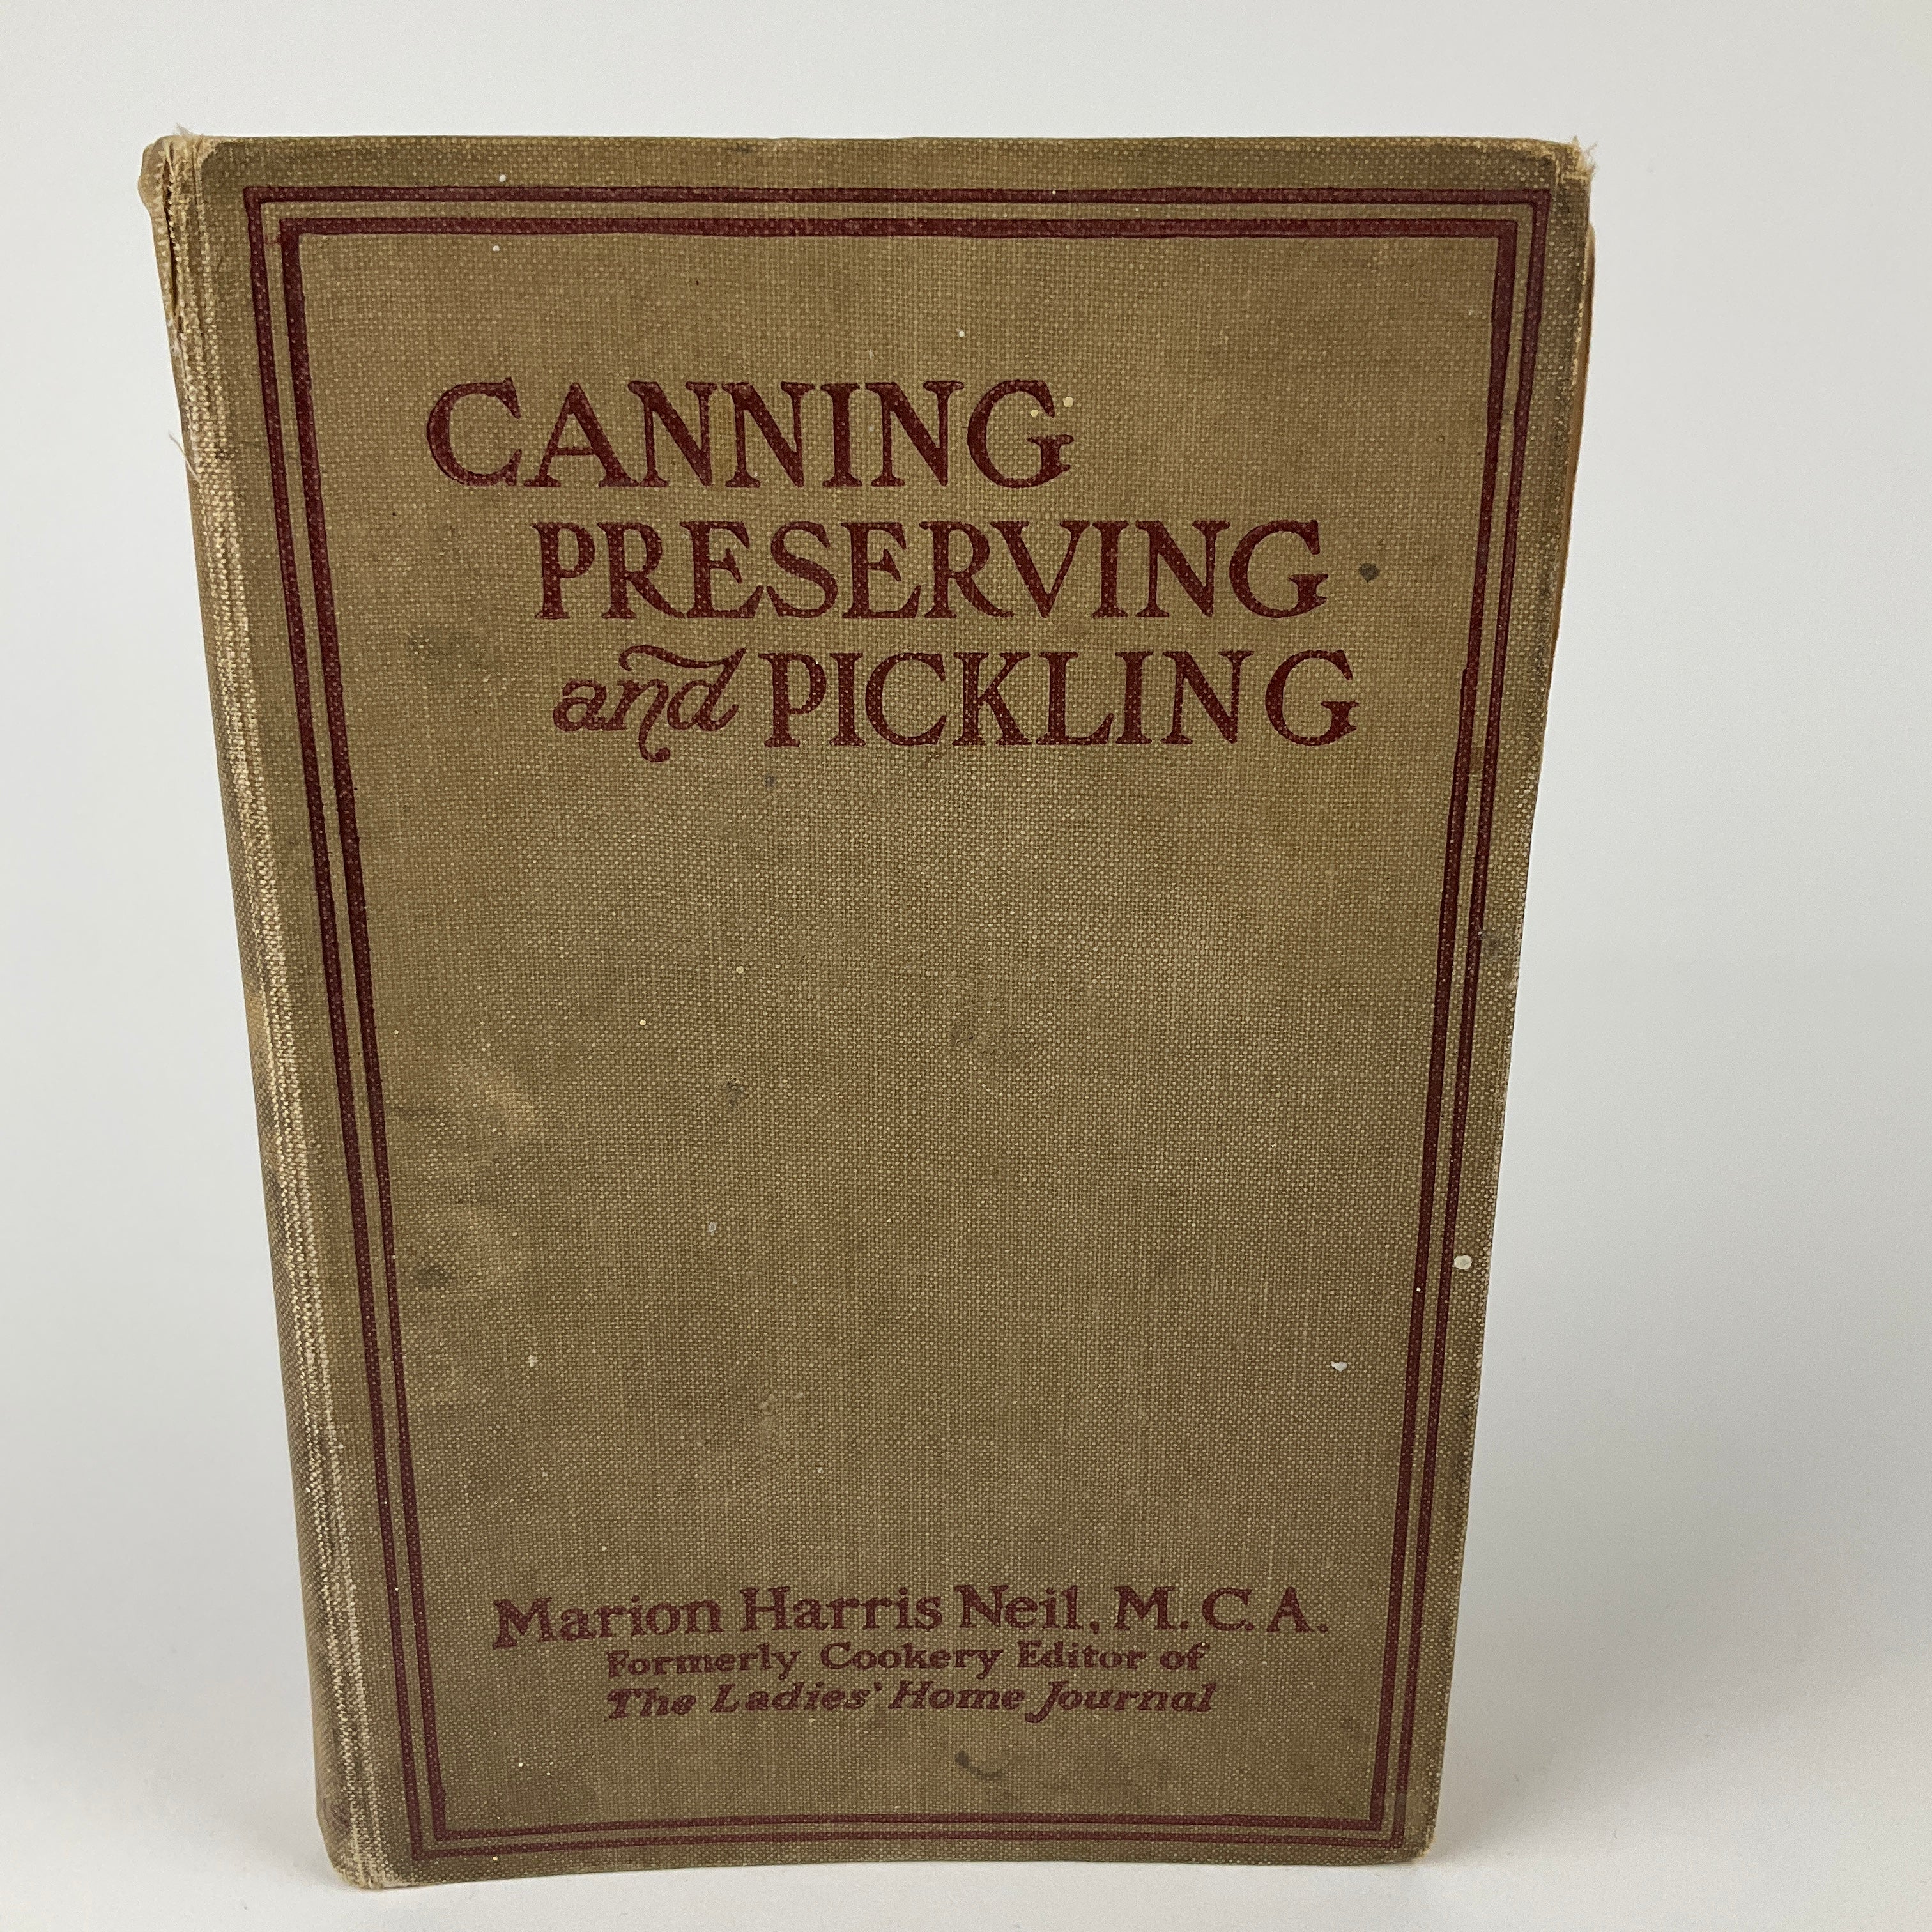 CANNING
PRESERVING
and PICKLING
Marion Harris Neil, M.C.A.
Formerly Cookery Editor of
The Ladies' Home Journal